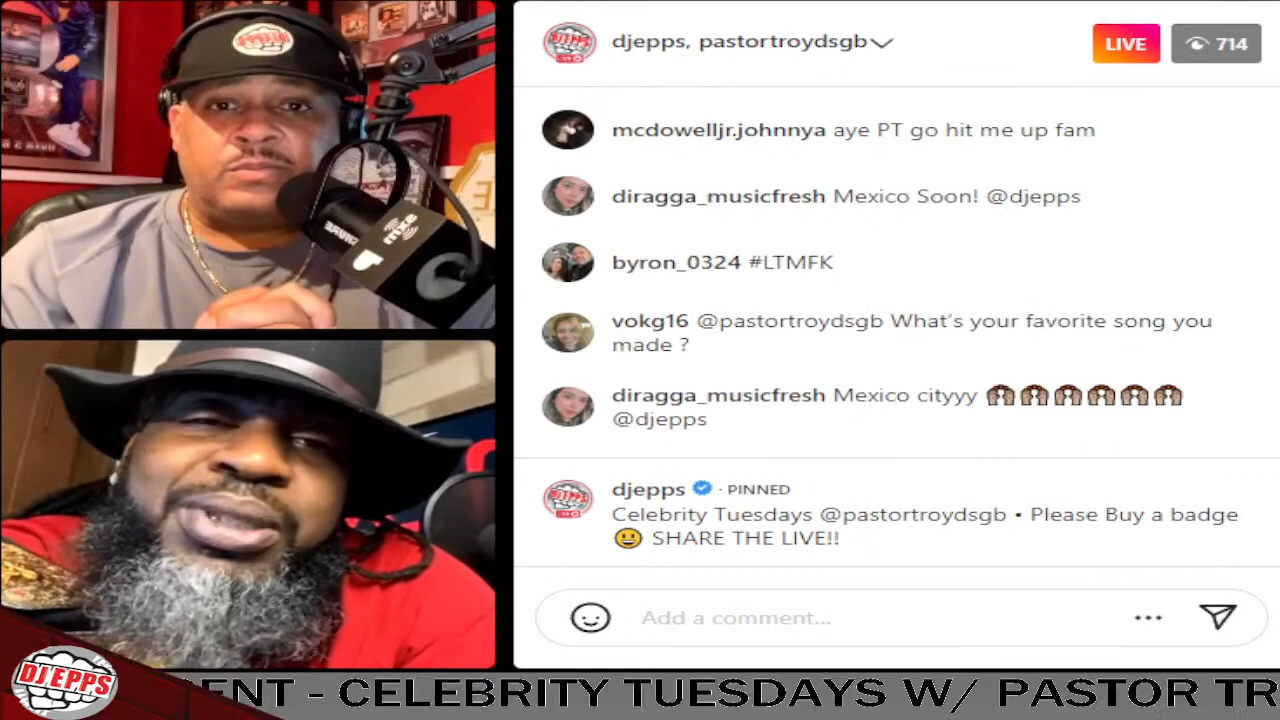 djepps, pastortroydsgb
LIVE
714
mcdowelljr.johnnya aye PT go hit me up fam
diragga_musicfresh Mexico Soon! @djepps
byron_0324 #LTMFK
vokg16 @pastortroydsgb What's your favorite song you
made ?
diragga_musicfresh Mexico cityyy
@djepps
djepps · PINNED
Celebrity Tuesdays @pastortroydsgb • Please Buy a badge
😀 SHARE THE LIVE!!
Add a comment...
DJ EPPS
ENT - CELEBRITY TUESDAYS W/ PASTOR TR